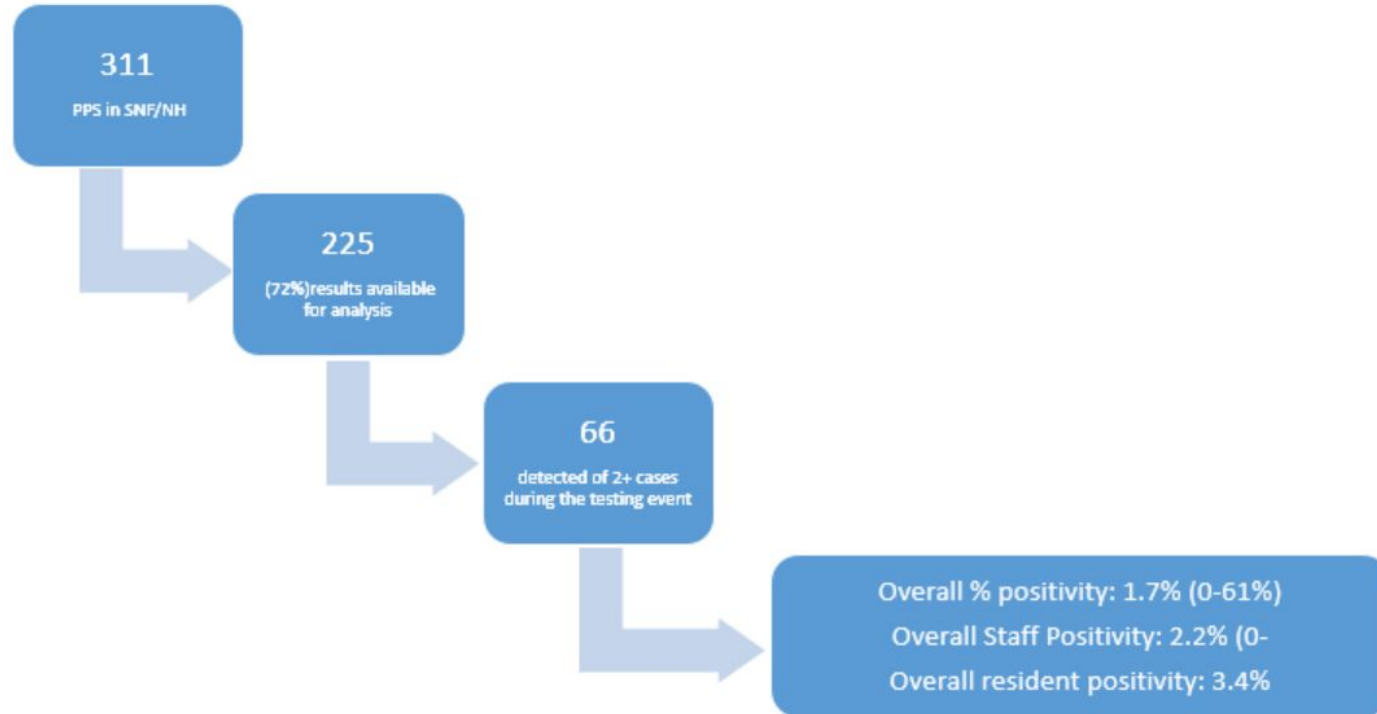 311
PPS in SNF/NH
225
(72%)results available
for analysis
66
detected of 2+ cases
during the testing event
Overall % positivity: 1.7% (0-61%)
Overall Staff Positivity: 2.2% (0-
Overall resident positivity: 3.4%